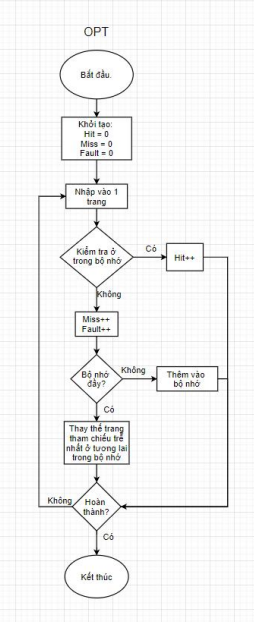 OPT
Bắt đầu.
Khởi tạo:
Hit = 0
Miss = 0
Fault = 0
Nhập vào 1
trang
Kiểm tra ở
trong bộ nhớ
Có
Hit++
Không
Miss++
Fault++
Bộ nhớ
đầy?
Không
Thêm vào
bộ nhớ
Có
Thay thế trang
tham chiếu trễ
nhất ở tương lai
trong bộ nhớ
Không
Hoàn
thành?
Có
Kết thúc